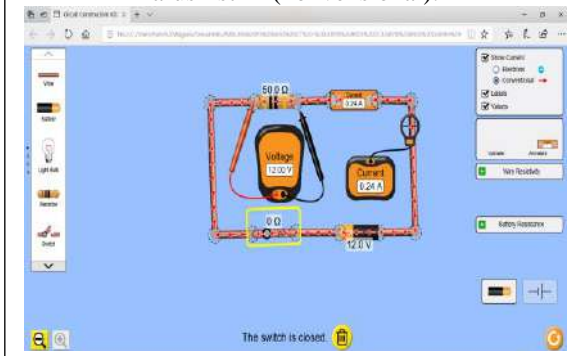 Circuit Construction Kit:
Show Current
Electrons
Conventional
Labels
Values
Wire
Battery
Light Bulb
Resistor
Switch
50.0 Ω
Current
0.24 A
Voltage
12.00 V
Current
0.24 A
0 Ω
12.0 V
Voltmeter
Ammeter
Wire Resistivity
Battery Resistance
The switch is closed.